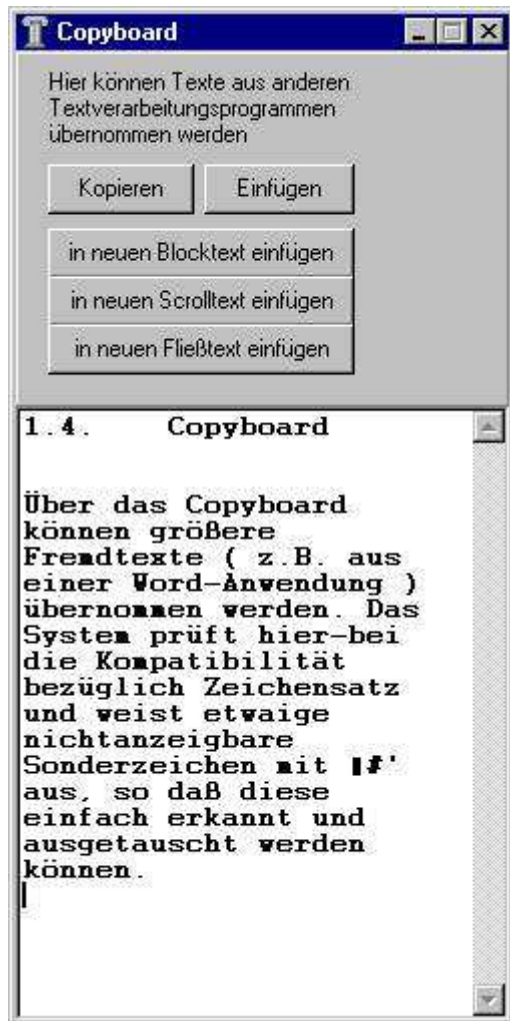 Copyboard
Hier können Texte aus anderen
Textverarbeitungsprogrammen
übernommen werden
Kopieren Einfügen
in neuen Blocktext einfügen
in neuen Scrolltext einfügen
in neuen Fließtext einfügen
1.4. Copyboard
Über das Copyboard
können größere
Fremdtexte ( z.B. aus
einer Word-Anwendung )
übernommen werden. Das
System prüft hier-bei
die Kompatibilität
bezüglich Zeichensatz
und weist etwaige
nichtanzeigbare
Sonderzeichen mit ▮#'
aus, so daß diese
einfach erkannt und
ausgetauscht werden
können.